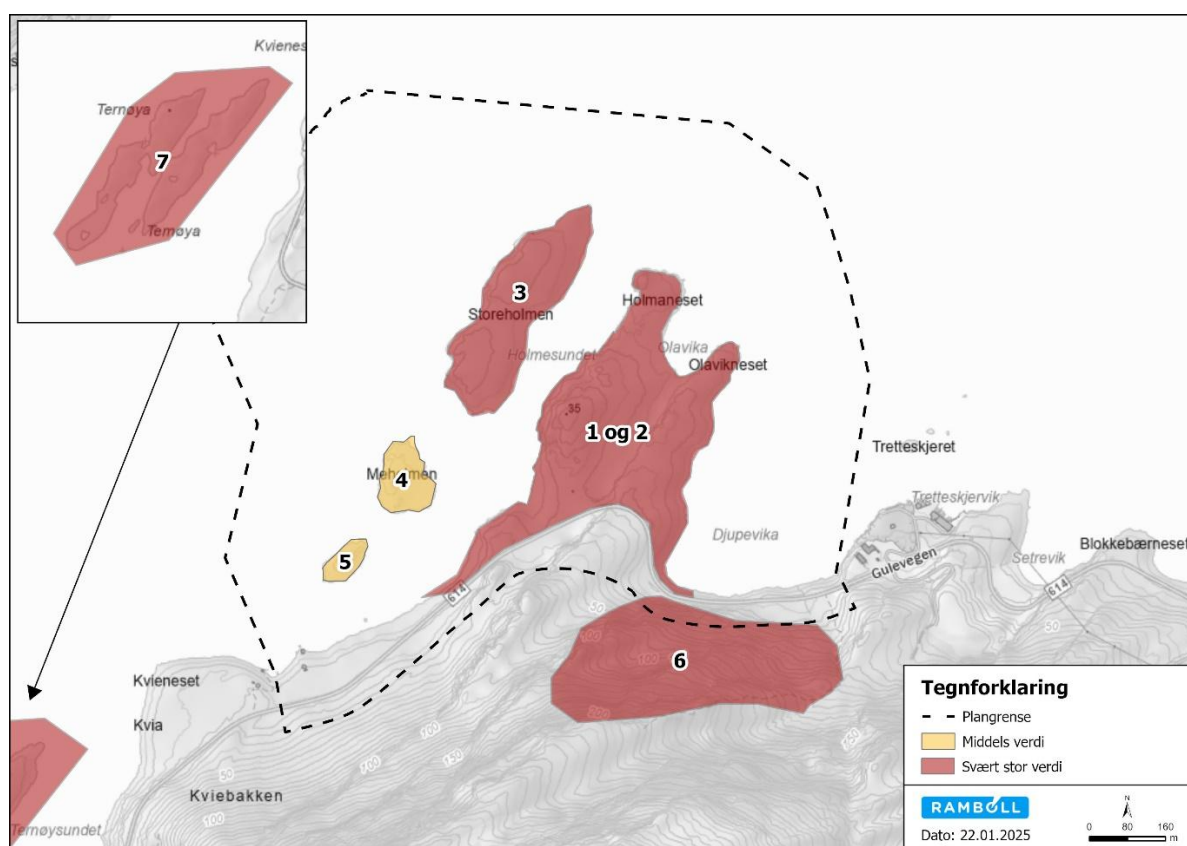 Kvienes
Ternøya
7
Ternøya
3
Storeholmen
Holmesundet
Holmaneset
Olavika
Olavikneset
35
1 og 2
4
5
Tretteskjeret
Tretteskjervik
Djupevika
Setrevik
Blokkebærneset
Gulevegen
614
614
50
50
100
100
6
200
150
Kvieneset
Kvia
50
100
150
100
Kviebakken
100
Ternøysundet
Tegnforklaring
Plangrense
Middels verdi
Svært stor verdi
RAMBOLL
Dato: 22.01.2025
N
0 80 160
m